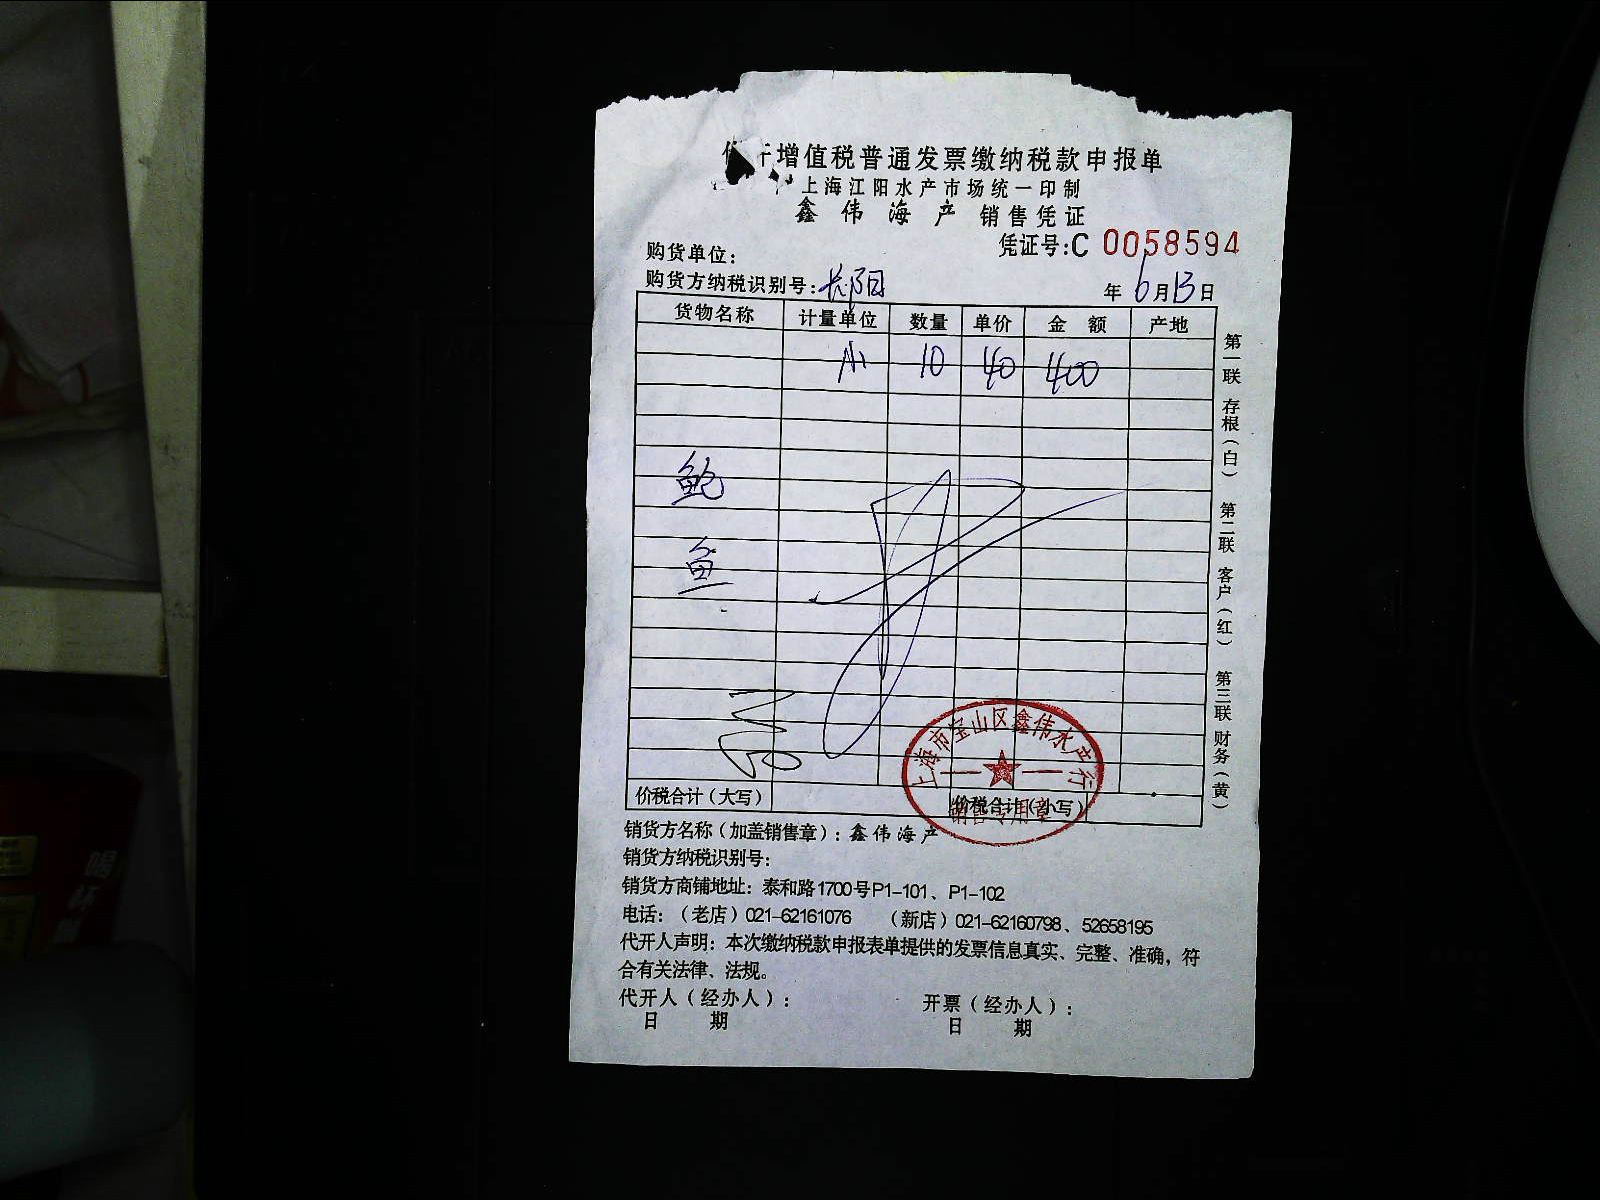 代开增值税普通发票缴纳税款申报单
上海江阳水产市场统一印制
鑫伟海产 销售凭证
凭证号:C 0058594
购货单位:
购货方纳税识别号: 长阳
年 6月13日
货物名称 计量单位 数量 单价 金 额 产地
小 10 40 400
鲍
鱼
价税合计(大写) 价税合计(小写)
上海市宝山区鑫伟水产行
销售专用章
销货方名称(加盖销售章): 鑫伟海产
销货方纳税识别号:
销货方商铺地址: 泰和路1700号P1-101、P1-102
电话:(老店)021-62161076 (新店)021-62160798、52658195
代开人声明: 本次缴纳税款申报表单提供的发票信息真实、完整、准确, 符
合有关法律、法规。
代开人(经办人): 开票(经办人):
日 期 日 期
第一联 存根(白) 第二联 客户(红) 第三联 财务(黄)